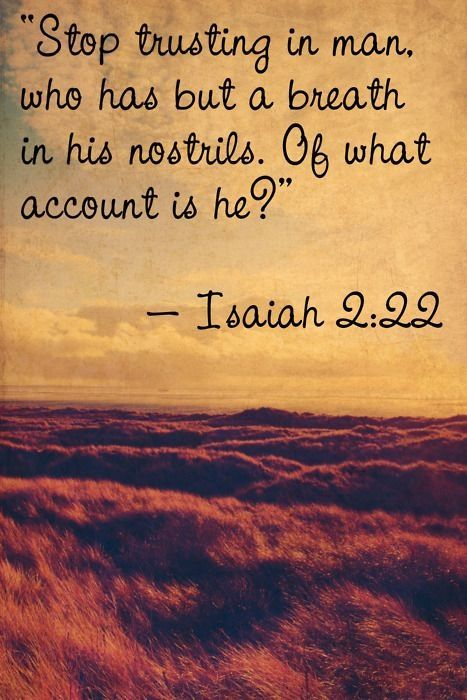 "Stop trusting in man,
who has but a breath
in his nostrils. Of what
account is he?"
– Isaiah 2:22